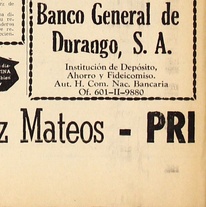 Banco General de
Durango, S. A.
Institución de Depósito,
Ahorro y Fideicomiso.
Aut. H. Com. Nac. Bancaria
Of. 601-II-9880
z Mateos - PRI